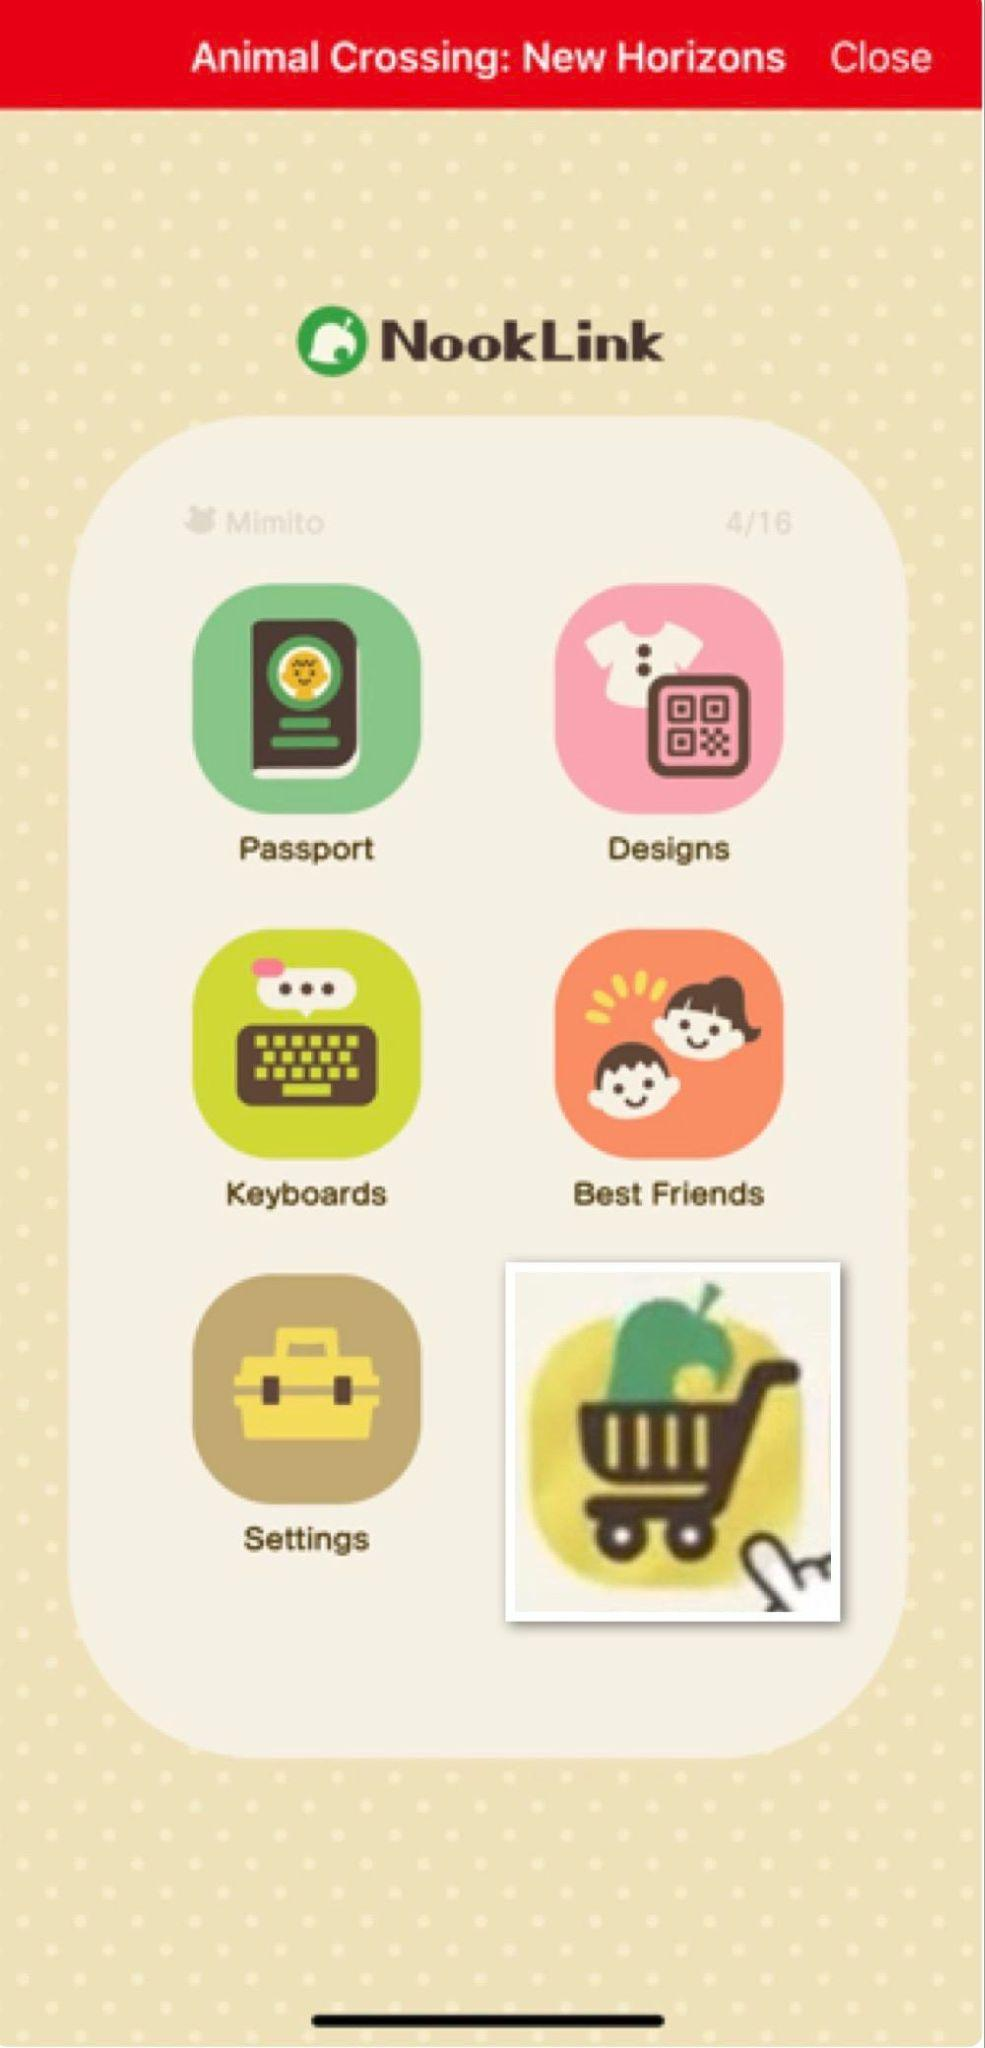 Animal Crossing: New Horizons Close
NookLink
Mimito 4/16
Passport Designs
Keyboards Best Friends
Settings